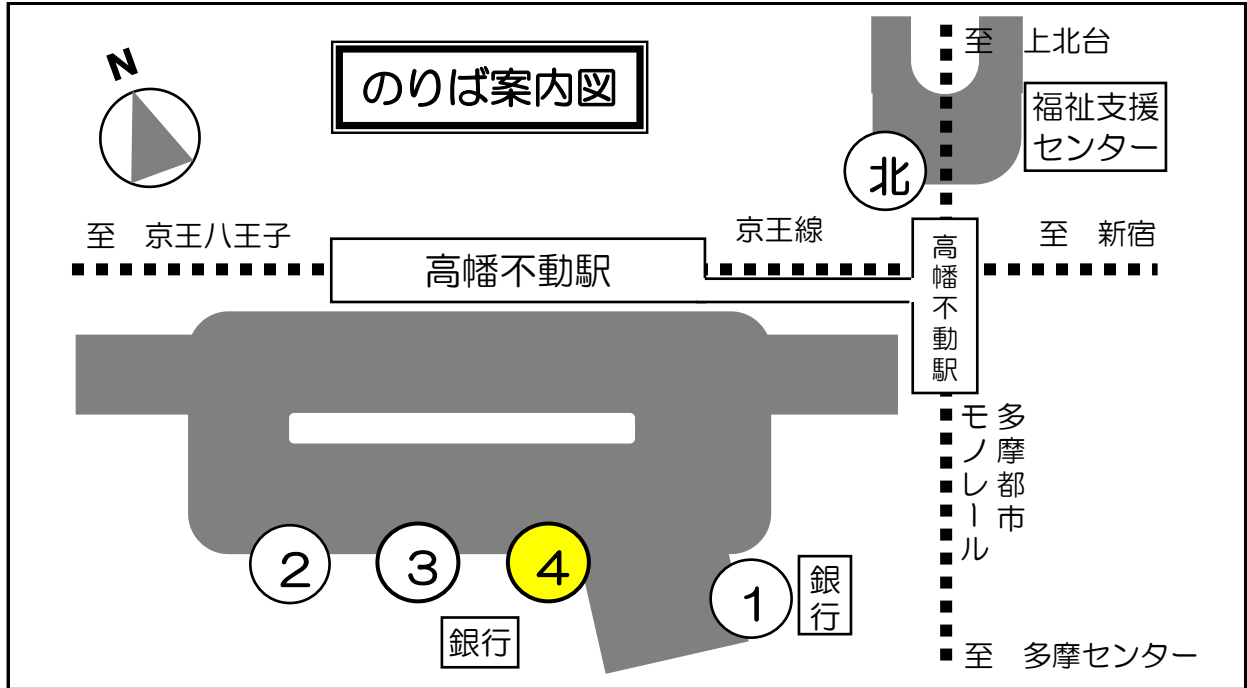 N
のりば案内図
至　上北台
福祉支援
センター
北
至　京王八王子
京王線
至　新宿
高幡不動駅
高幡不動駅
多摩都市
モノレール
2
3
4
1
銀行
銀行
至　多摩センター